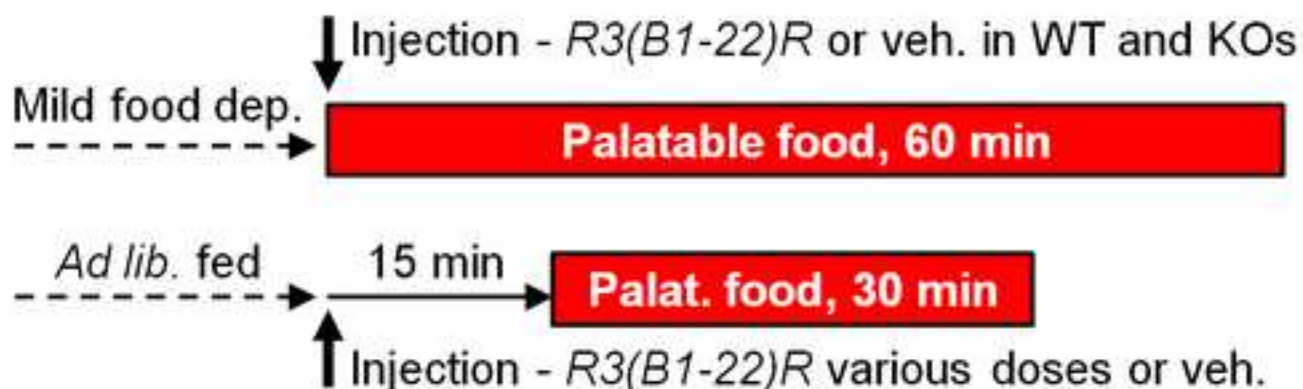 Injection - R3(B1-22)R or veh. in WT and KOs
Mild food dep.
Palatable food, 60 min
Ad lib. fed
15 min
Palat. food, 30 min
Injection - R3(B1-22)R various doses or veh.